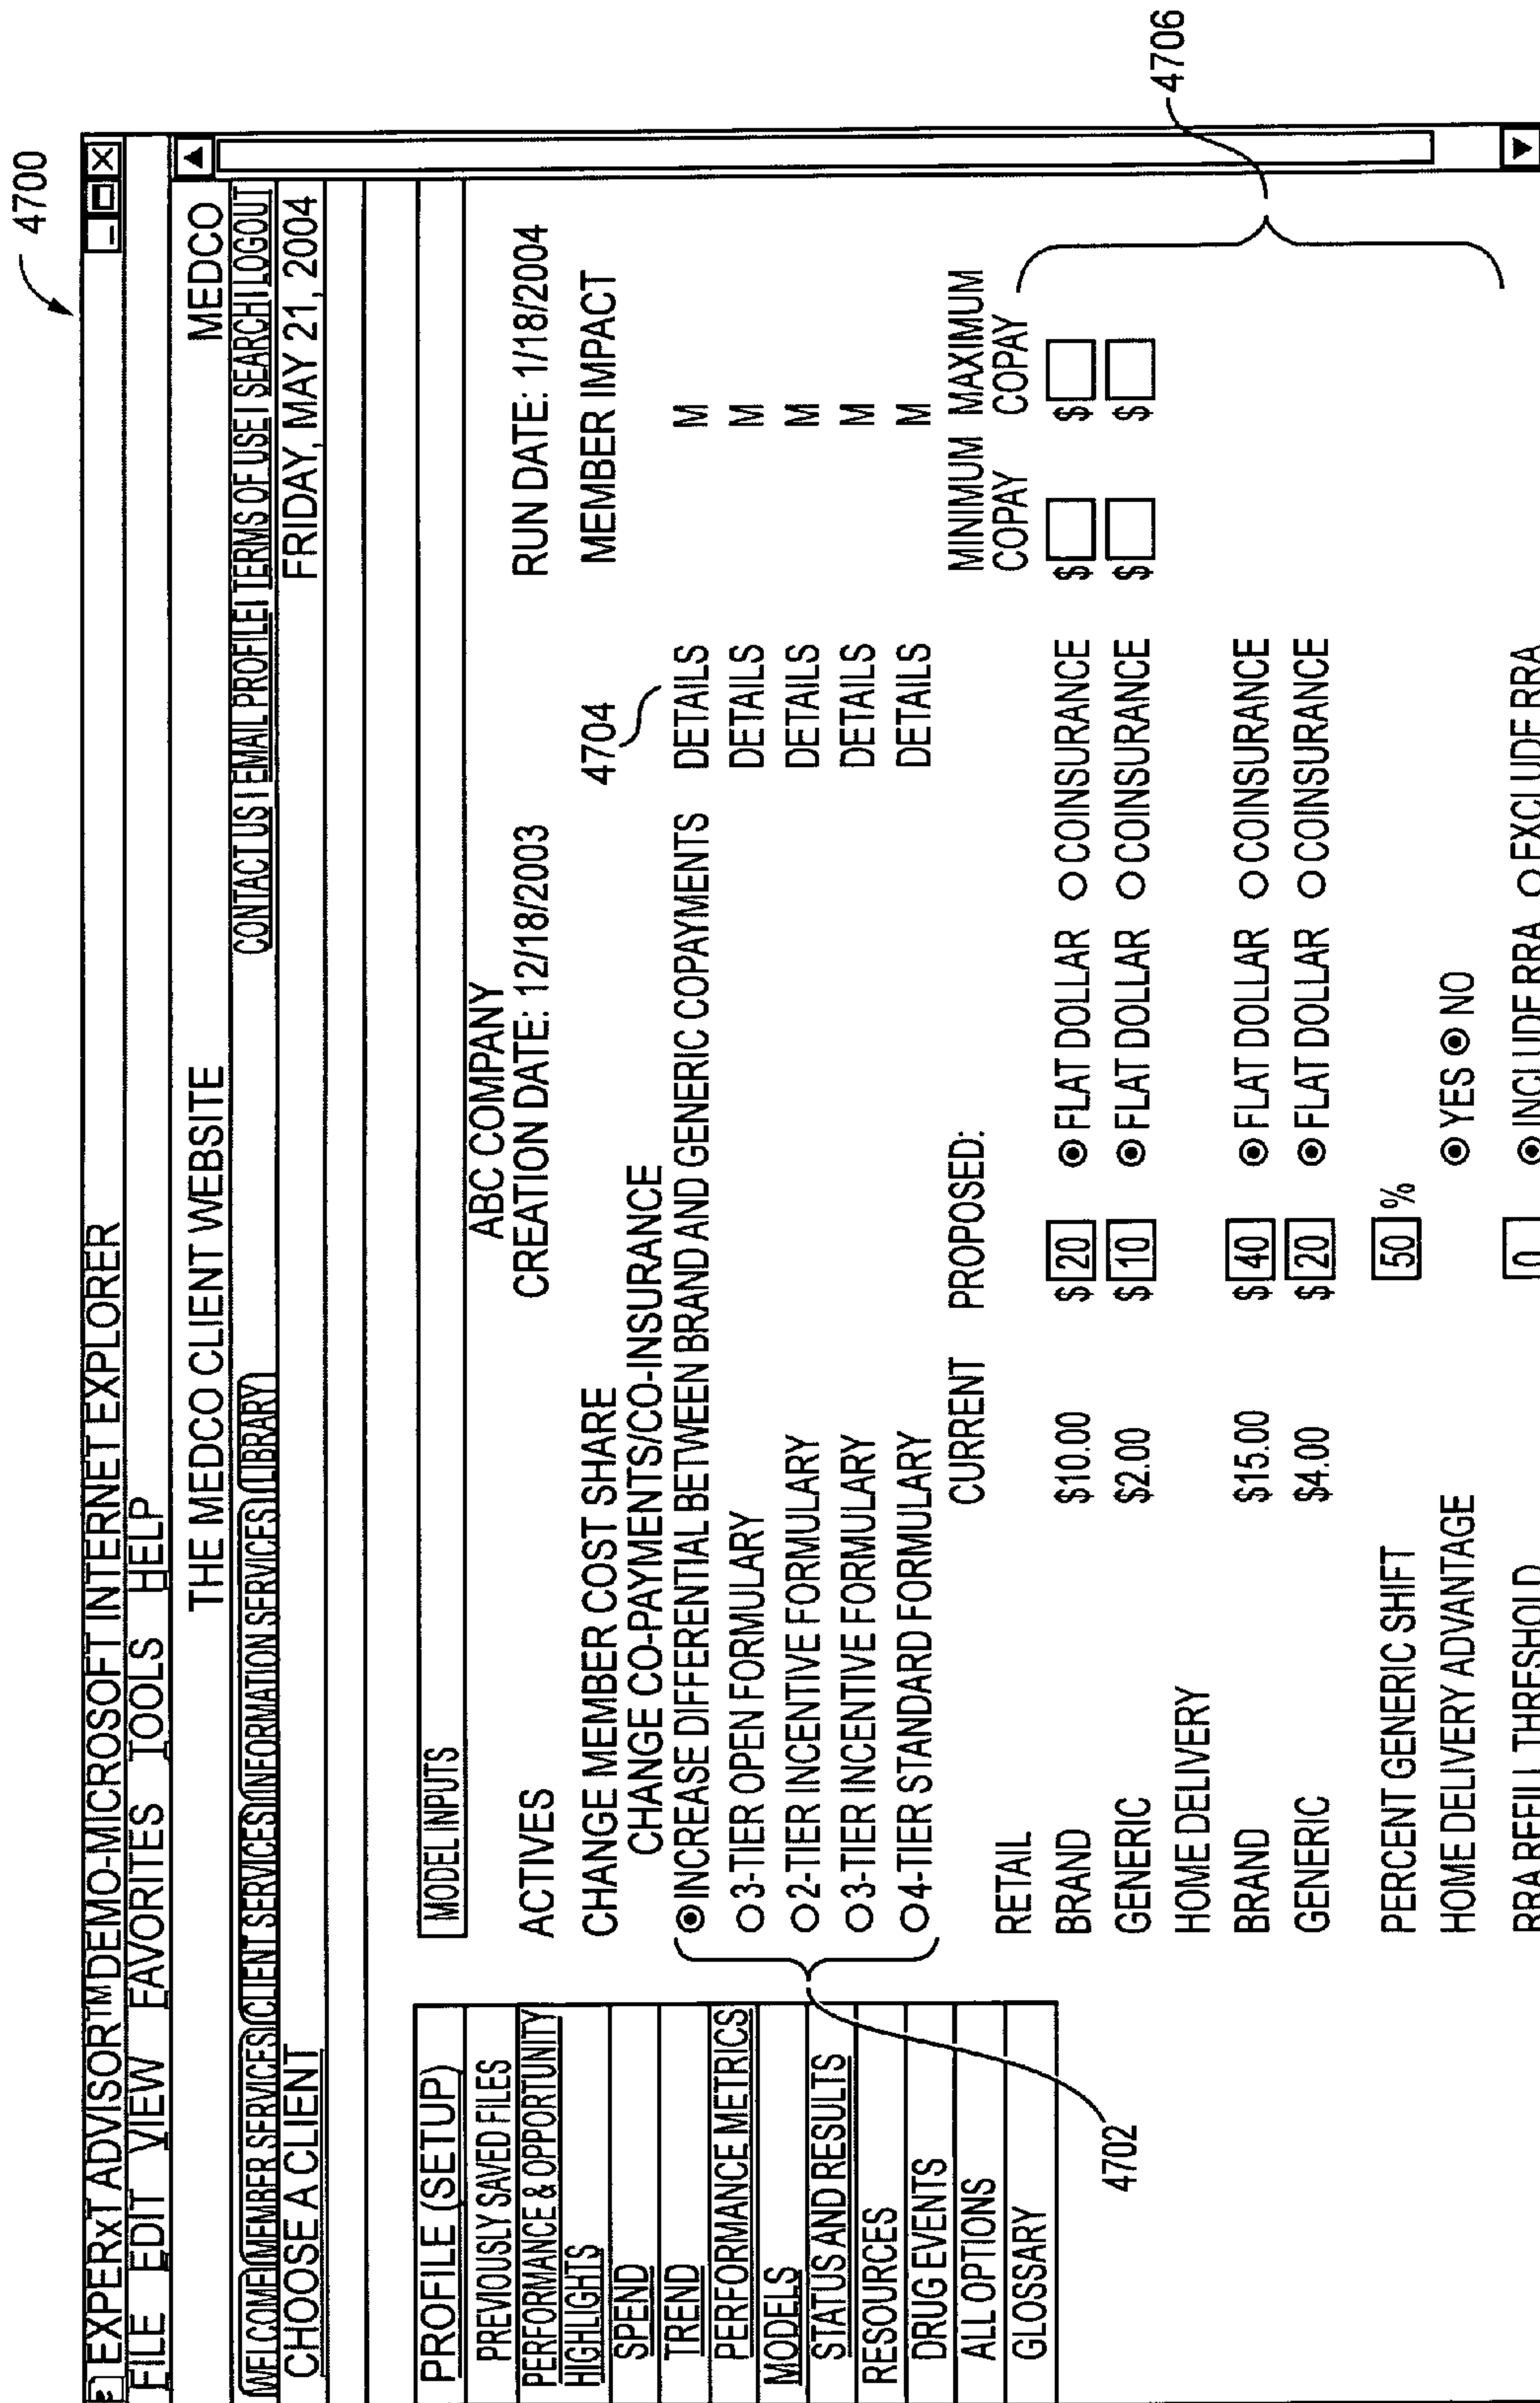 4700
EXPERxT ADVISOR™DEMO-MICROSOFT INTERNET EXPLORER
FILE EDIT VIEW FAVORITES TOOLS HELP
THE MEDCO CLIENT WEBSITE MEDCO
WELCOME MEMBER SERVICES CLIENT SERVICES INFORMATION SERVICES LIBRARY CONTACT US | EMAIL PROFILE | TERMS OF USE | SEARCH | LOGOUT
CHOOSE A CLIENT FRIDAY, MAY 21, 2004
PROFILE (SETUP)
PREVIOUSLY SAVED FILES
PERFORMANCE & OPPORTUNITY
HIGHLIGHTS
SPEND
TREND
PERFORMANCE METRICS
MODELS
STATUS AND RESULTS
RESOURCES
DRUG EVENTS
ALL OPTIONS
GLOSSARY
4702
MODEL INPUTS
ABC COMPANY
ACTIVES CREATION DATE: 12/18/2003 RUN DATE: 1/18/2004
CHANGE MEMBER COST SHARE 4704 MEMBER IMPACT
CHANGE CO-PAYMENTS/CO-INSURANCE
INCREASE DIFFERENTIAL BETWEEN BRAND AND GENERIC COPAYMENTS DETAILS M
3-TIER OPEN FORMULARY DETAILS M
2-TIER INCENTIVE FORMULARY DETAILS M
3-TIER INCENTIVE FORMULARY DETAILS M
4-TIER STANDARD FORMULARY DETAILS M
CURRENT PROPOSED: MINIMUM COPAY MAXIMUM COPAY
RETAIL
BRAND $10.00 $ 20 FLAT DOLLAR COINSURANCE $ $
GENERIC $2.00 $ 10 FLAT DOLLAR COINSURANCE $ $
HOME DELIVERY
BRAND $15.00 $ 40 FLAT DOLLAR COINSURANCE
GENERIC $4.00 $ 20 FLAT DOLLAR COINSURANCE
PERCENT GENERIC SHIFT 50 %
HOME DELIVERY ADVANTAGE YES NO
RRA REFILL THRESHOLD 0 INCLUDE RRA EXCLUDE RRA
4706